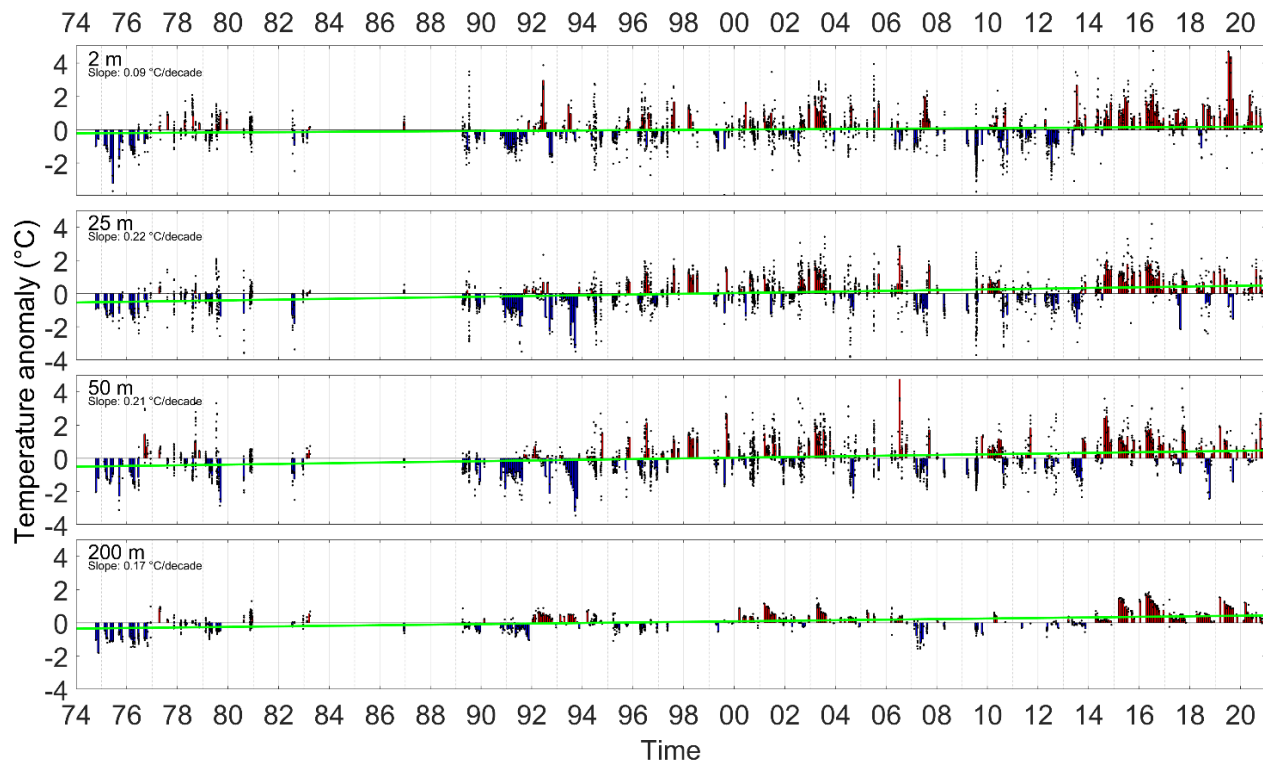 74 76 78 80 82 84 86 88 90 92 94 96 98 00 02 04 06 08 10 12 14 16 18 20
Temperature anomaly (°C)
2 m
Slope: 0.09 °C/decade
4
2
0
-2
25 m
Slope: 0.22 °C/decade
4
2
0
-2
-4
50 m
Slope: 0.21 °C/decade
4
2
0
-2
-4
200 m
Slope: 0.17 °C/decade
4
2
0
-2
-4
74 76 78 80 82 84 86 88 90 92 94 96 98 00 02 04 06 08 10 12 14 16 18 20
Time